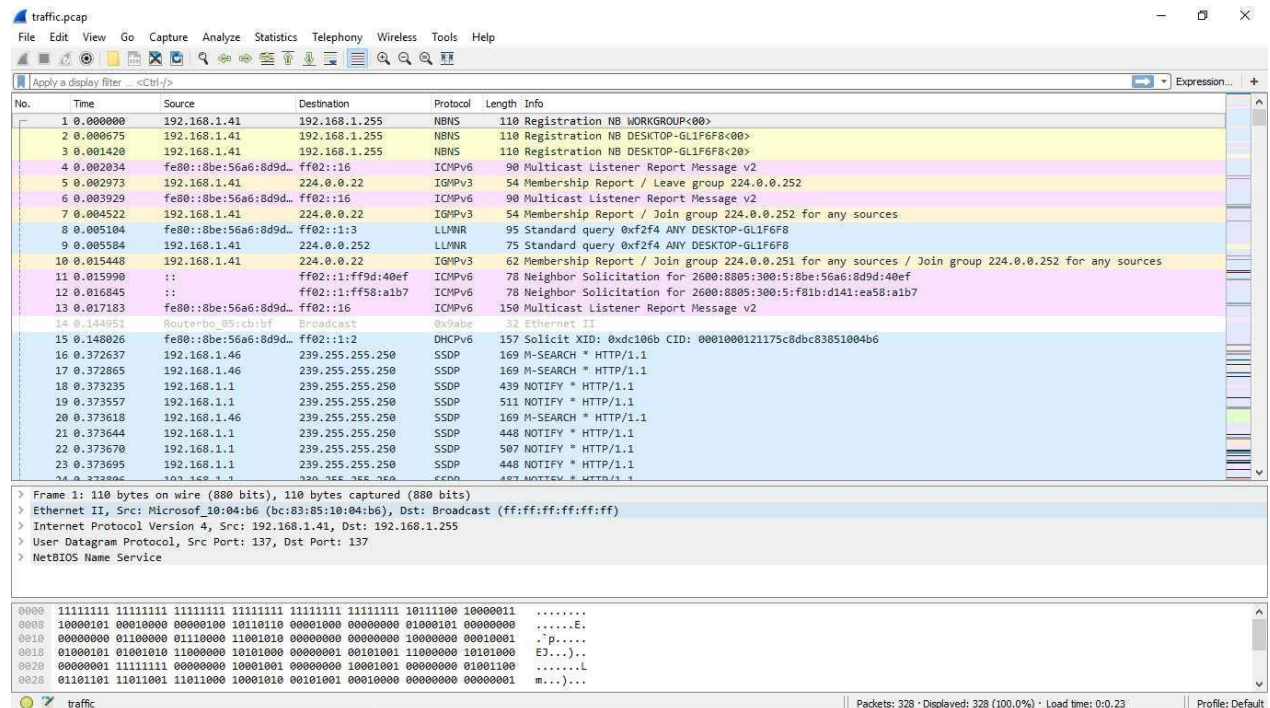 traffic.pcap
File Edit View Go Capture Analyze Statistics Telephony Wireless Tools Help
Apply a display filter ... <Ctrl-/> Expression... +
No. Time Source Destination Protocol Length Info
1 0.000000 192.168.1.41 192.168.1.255 NBNS 110 Registration NB WORKGROUP<00>
2 0.000675 192.168.1.41 192.168.1.255 NBNS 110 Registration NB DESKTOP-GL1F6F8<00>
3 0.001420 192.168.1.41 192.168.1.255 NBNS 110 Registration NB DESKTOP-GL1F6F8<20>
4 0.002034 fe80::8be:56a6:8d9d… ff02::16 ICMPv6 90 Multicast Listener Report Message v2
5 0.002973 192.168.1.41 224.0.0.22 IGMPv3 54 Membership Report / Leave group 224.0.0.252
6 0.003929 fe80::8be:56a6:8d9d… ff02::16 ICMPv6 90 Multicast Listener Report Message v2
7 0.004522 192.168.1.41 224.0.0.22 IGMPv3 54 Membership Report / Join group 224.0.0.252 for any sources
8 0.005104 fe80::8be:56a6:8d9d… ff02::1:3 LLMNR 95 Standard query 0xf2f4 ANY DESKTOP-GL1F6F8
9 0.005584 192.168.1.41 224.0.0.252 LLMNR 75 Standard query 0xf2f4 ANY DESKTOP-GL1F6F8
10 0.015448 192.168.1.41 224.0.0.22 IGMPv3 62 Membership Report / Join group 224.0.0.251 for any sources / Join group 224.0.0.252 for any sources
11 0.015990 :: ff02::1:ff9d:40ef ICMPv6 78 Neighbor Solicitation for 2600:8805:300:5:8be:56a6:8d9d:40ef
12 0.016845 :: ff02::1:ff58:a1b7 ICMPv6 78 Neighbor Solicitation for 2600:8805:300:5:f81b:d141:ea58:a1b7
13 0.017183 fe80::8be:56a6:8d9d… ff02::16 ICMPv6 150 Multicast Listener Report Message v2
14 0.144951 Routerbo_05:cb:bf Broadcast 0x9abe 32 Ethernet II
15 0.148026 fe80::8be:56a6:8d9d… ff02::1:2 DHCPv6 157 Solicit XID: 0xdc106b CID: 0001000121175c8dbc83851004b6
16 0.372637 192.168.1.46 239.255.255.250 SSDP 169 M-SEARCH * HTTP/1.1
17 0.372865 192.168.1.46 239.255.255.250 SSDP 169 M-SEARCH * HTTP/1.1
18 0.373235 192.168.1.1 239.255.255.250 SSDP 439 NOTIFY * HTTP/1.1
19 0.373557 192.168.1.1 239.255.255.250 SSDP 511 NOTIFY * HTTP/1.1
20 0.373618 192.168.1.46 239.255.255.250 SSDP 169 M-SEARCH * HTTP/1.1
21 0.373644 192.168.1.1 239.255.255.250 SSDP 448 NOTIFY * HTTP/1.1
22 0.373670 192.168.1.1 239.255.255.250 SSDP 507 NOTIFY * HTTP/1.1
23 0.373695 192.168.1.1 239.255.255.250 SSDP 448 NOTIFY * HTTP/1.1
24 192.168.1.1 239.255.255.250 SSDP 487 NOTIFY * HTTP/1.1
> Frame 1: 110 bytes on wire (880 bits), 110 bytes captured (880 bits)
> Ethernet II, Src: Microsof_10:04:b6 (bc:83:85:10:04:b6), Dst: Broadcast (ff:ff:ff:ff:ff:ff)
> Internet Protocol Version 4, Src: 192.168.1.41, Dst: 192.168.1.255
> User Datagram Protocol, Src Port: 137, Dst Port: 137
> NetBIOS Name Service
0000 11111111 11111111 11111111 11111111 11111111 11111111 10111100 10000011 ........
0008 10000101 00010000 00000100 10110110 00001000 00000000 01000101 00000000 ......E.
0010 00000000 01100000 01110000 11001010 00000000 00000000 10000000 00010001 .`p.....
0018 01000101 01001010 11000000 10101000 00000001 00101001 11000000 10101000 EJ...)..
0020 00000001 11111111 00000000 10001001 00000000 10001001 00000000 01001100 .......L
0028 01101101 11011001 11011000 10001010 00101001 00010000 00000000 00000001 m...)...
traffic Packets: 328 · Displayed: 328 (100.0%) · Load time: 0:0.23 Profile: Default